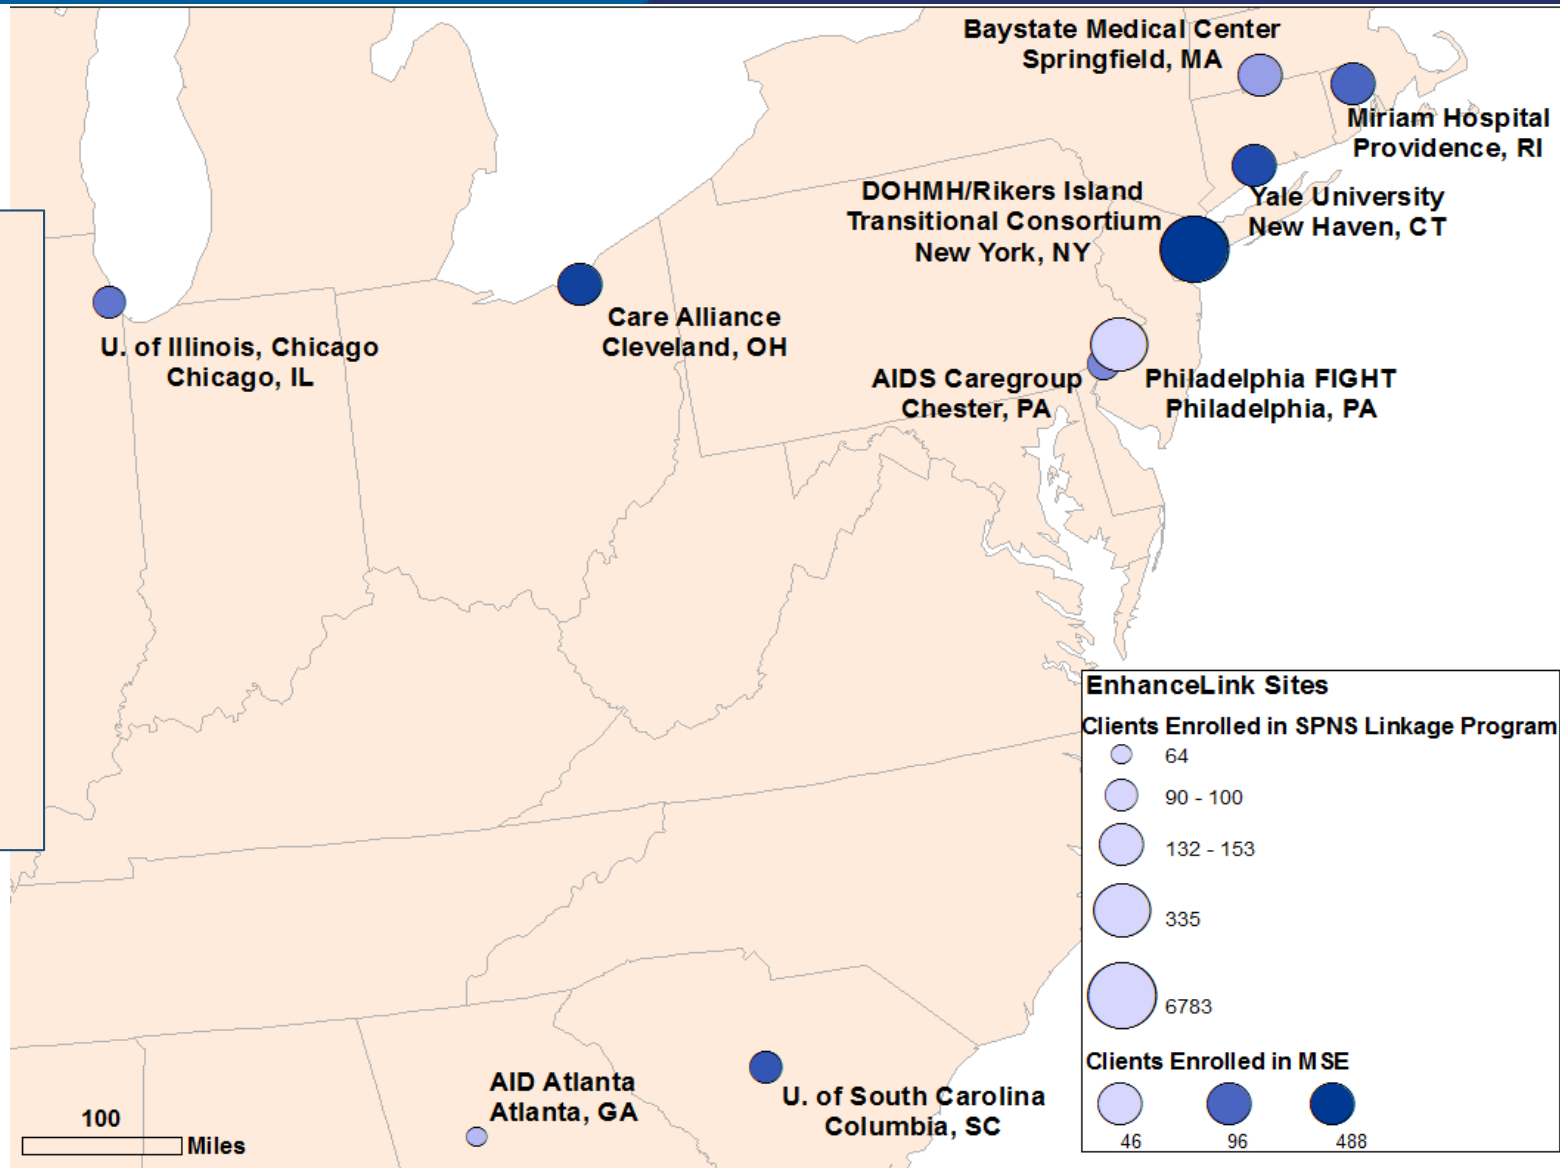 Baystate Medical Center
Springfield, MA
Miriam Hospital
Providence, RI
DOHMH/Rikers Island
Transitional Consortium
New York, NY
Yale University
New Haven, CT
Care Alliance
Cleveland, OH
U. of Illinois, Chicago
Chicago, IL
AIDS Caregroup
Chester, PA
Philadelphia FIGHT
Philadelphia, PA
AID Atlanta
Atlanta, GA
U. of South Carolina
Columbia, SC
100
Miles
EnhanceLink Sites
Clients Enrolled in SPNS Linkage Program
64
90 - 100
132 - 153
335
6783
Clients Enrolled in MSE
46 96 488